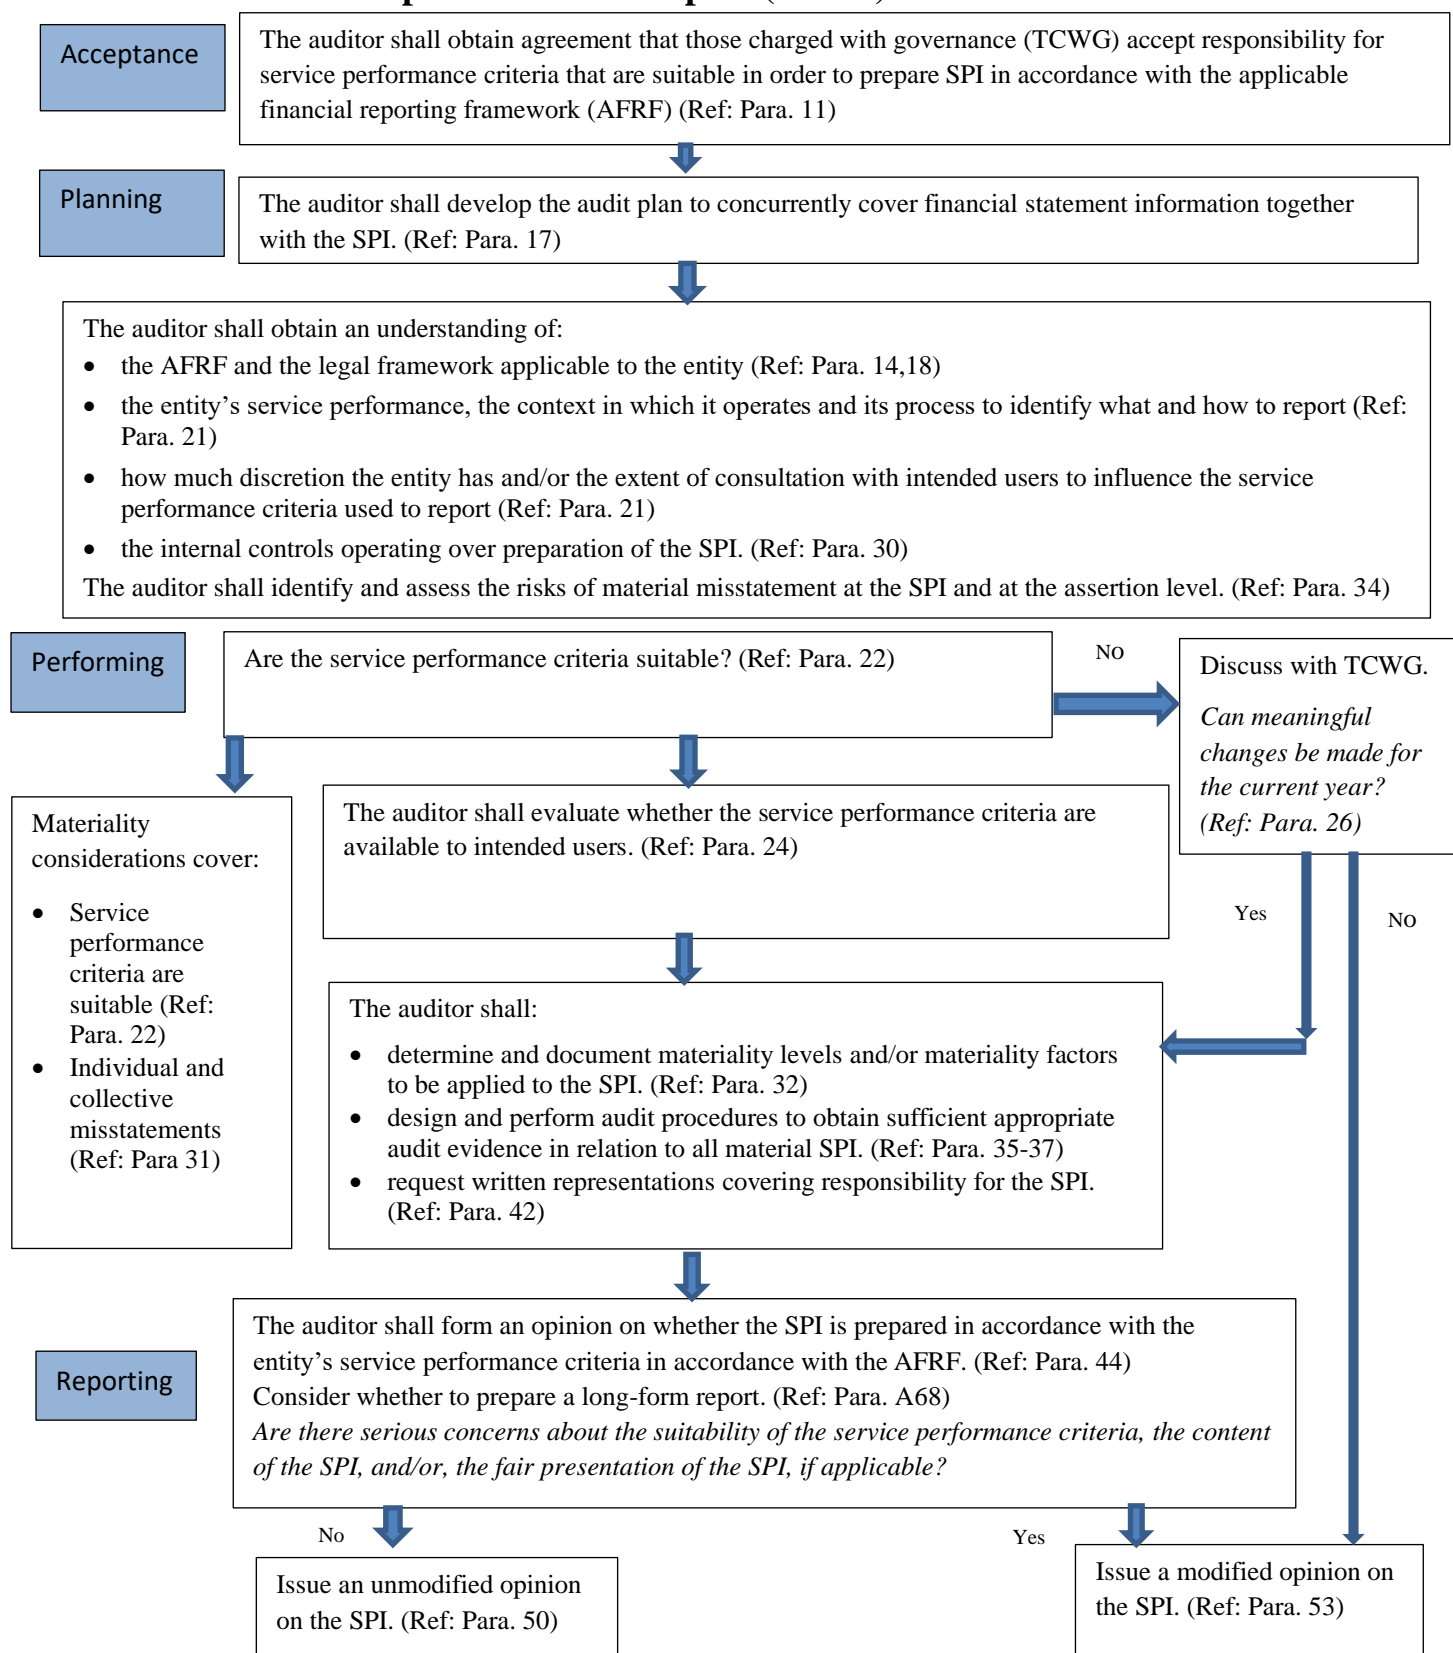 Acceptance
The auditor shall obtain agreement that those charged with governance (TCWG) accept responsibility for
service performance criteria that are suitable in order to prepare SPI in accordance with the applicable
financial reporting framework (AFRF) (Ref: Para. 11)
Planning
The auditor shall develop the audit plan to concurrently cover financial statement information together
with the SPI. (Ref: Para. 17)
The auditor shall obtain an understanding of:
• the AFRF and the legal framework applicable to the entity (Ref: Para. 14,18)
• the entity’s service performance, the context in which it operates and its process to identify what and how to report (Ref:
Para. 21)
• how much discretion the entity has and/or the extent of consultation with intended users to influence the service
performance criteria used to report (Ref: Para. 21)
• the internal controls operating over preparation of the SPI. (Ref: Para. 30)
The auditor shall identify and assess the risks of material misstatement at the SPI and at the assertion level. (Ref: Para. 34)
Performing
Are the service performance criteria suitable? (Ref: Para. 22)
No
Discuss with TCWG.
Can meaningful
changes be made for
the current year?
(Ref: Para. 26)
Materiality
considerations cover:
• Service
performance
criteria are
suitable (Ref:
Para. 22)
• Individual and
collective
misstatements
(Ref: Para 31)
The auditor shall evaluate whether the service performance criteria are
available to intended users. (Ref: Para. 24)
Yes
No
The auditor shall:
• determine and document materiality levels and/or materiality factors
to be applied to the SPI. (Ref: Para. 32)
• design and perform audit procedures to obtain sufficient appropriate
audit evidence in relation to all material SPI. (Ref: Para. 35-37)
• request written representations covering responsibility for the SPI.
(Ref: Para. 42)
Reporting
The auditor shall form an opinion on whether the SPI is prepared in accordance with the
entity’s service performance criteria in accordance with the AFRF. (Ref: Para. 44)
Consider whether to prepare a long-form report. (Ref: Para. A68)
Are there serious concerns about the suitability of the service performance criteria, the content
of the SPI, and/or, the fair presentation of the SPI, if applicable?
No
Yes
Issue an unmodified opinion
on the SPI. (Ref: Para. 50)
Issue a modified opinion on
the SPI. (Ref: Para. 53)